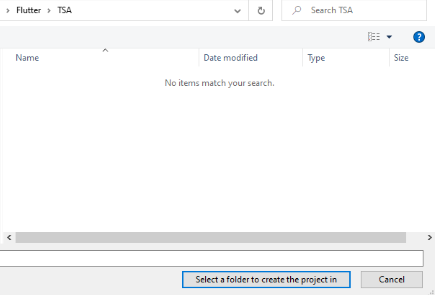 Flutter > TSA
Search TSA
Name Date modified Type Size
No items match your search.
Select a folder to create the project in Cancel